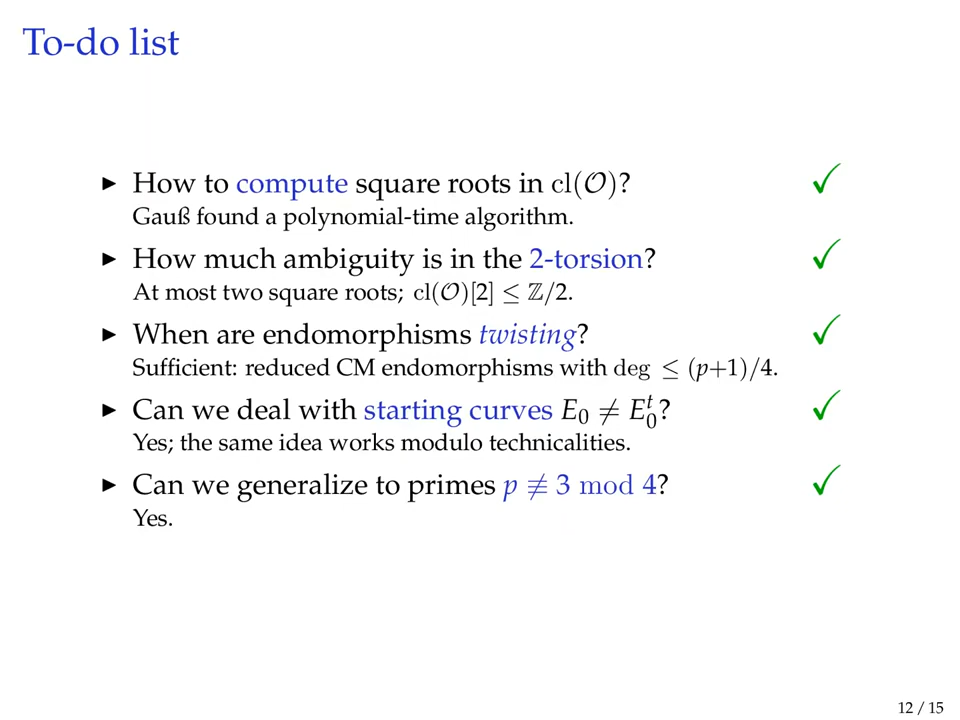 To-do list
▶ How to compute square roots in cl(𝒪)? ✓
Gauß found a polynomial-time algorithm.
▶ How much ambiguity is in the 2-torsion? ✓
At most two square roots; cl(𝒪)[2] ≤ ℤ/2.
▶ When are endomorphisms twisting? ✓
Sufficient: reduced CM endomorphisms with deg ≤ (p+1)/4.
▶ Can we deal with starting curves E₀ ≠ E₀ᵗ? ✓
Yes; the same idea works modulo technicalities.
▶ Can we generalize to primes p ≢ 3 mod 4? ✓
Yes.
12 / 15